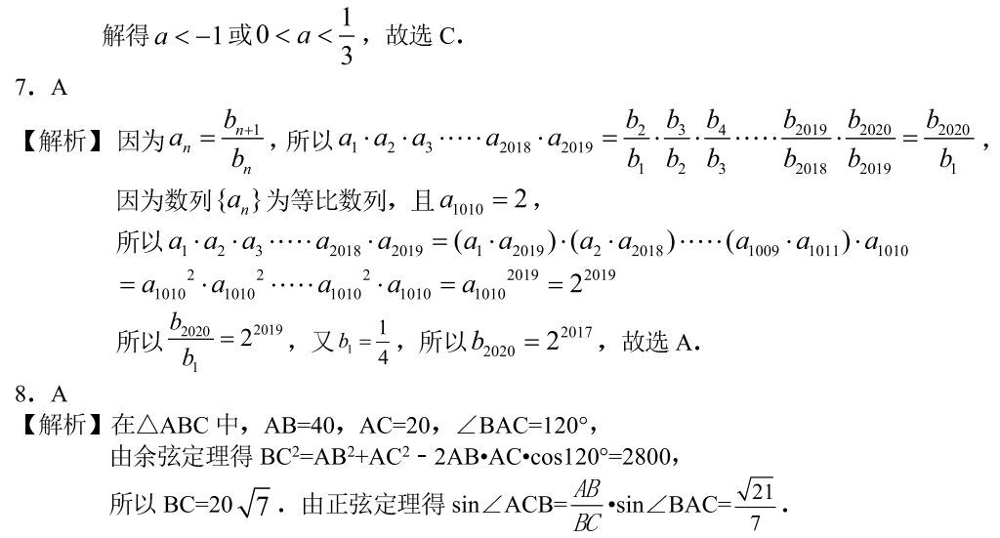 解得 $a<-1$ 或 $0<a<\frac{1}{3}$，故选 C．
7．A
【解析】因为 $a_n=\frac{b_{n+1}}{b_n}$，所以 $a_1\cdot a_2\cdot a_3\cdot\cdots\cdot a_{2018}\cdot a_{2019}=\frac{b_2}{b_1}\cdot\frac{b_3}{b_2}\cdot\frac{b_4}{b_3}\cdot\cdots\cdot\frac{b_{2019}}{b_{2018}}\cdot\frac{b_{2020}}{b_{2019}}=\frac{b_{2020}}{b_1}$，
因为数列 $\{a_n\}$ 为等比数列，且 $a_{1010}=2$，
所以 $a_1\cdot a_2\cdot a_3\cdot\cdots\cdot a_{2018}\cdot a_{2019}=(a_1\cdot a_{2019})\cdot(a_2\cdot a_{2018})\cdot\cdots\cdot(a_{1009}\cdot a_{1011})\cdot a_{1010}$
$=a_{1010}{}^2\cdot a_{1010}{}^2\cdot\cdots\cdot a_{1010}{}^2\cdot a_{1010}=a_{1010}{}^{2019}=2^{2019}$
所以 $\frac{b_{2020}}{b_1}=2^{2019}$，又 $b_1=\frac{1}{4}$，所以 $b_{2020}=2^{2017}$，故选 A．
8．A
【解析】在△ABC 中，AB=40，AC=20，∠BAC=120°，
由余弦定理得 BC²=AB²+AC²﹣2AB•AC•cos120°=2800，
所以 BC=20$\sqrt{7}$．由正弦定理得 sin∠ACB=$\frac{AB}{BC}$•sin∠BAC=$\frac{\sqrt{21}}{7}$．